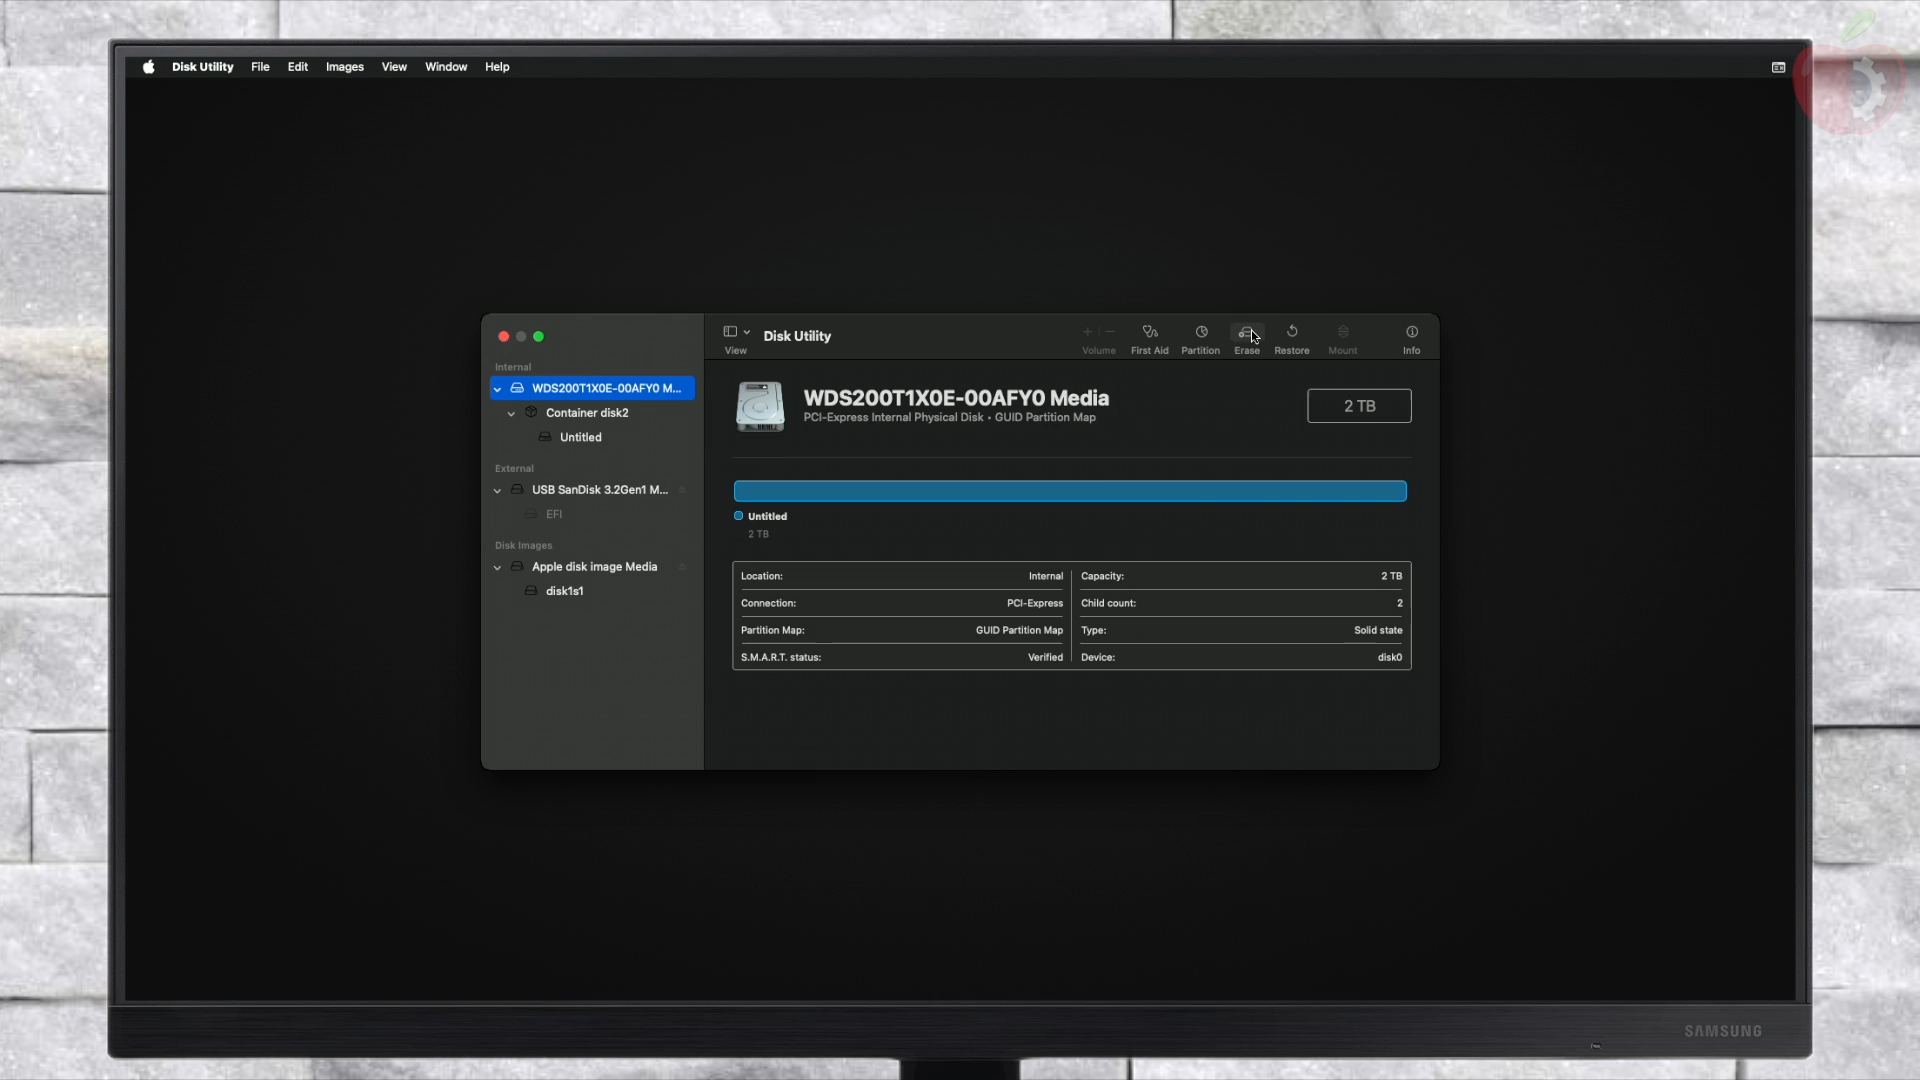 Disk Utility File Edit Images View Window Help
View
Disk Utility
Volume First Aid Partition Erase Restore Mount Info
Internal
WDS200T1X0E-00AFY0 M...
Container disk2
Untitled
External
USB SanDisk 3.2Gen1 M...
EFI
Disk Images
Apple disk image Media
disk1s1
WDS200T1X0E-00AFY0 Media
PCI-Express Internal Physical Disk • GUID Partition Map
2 TB
Untitled
2 TB
Location: Internal
Capacity: 2 TB
Connection: PCI-Express
Child count: 2
Partition Map: GUID Partition Map
Type: Solid state
S.M.A.R.T. status: Verified
Device: disk0
SAMSUNG